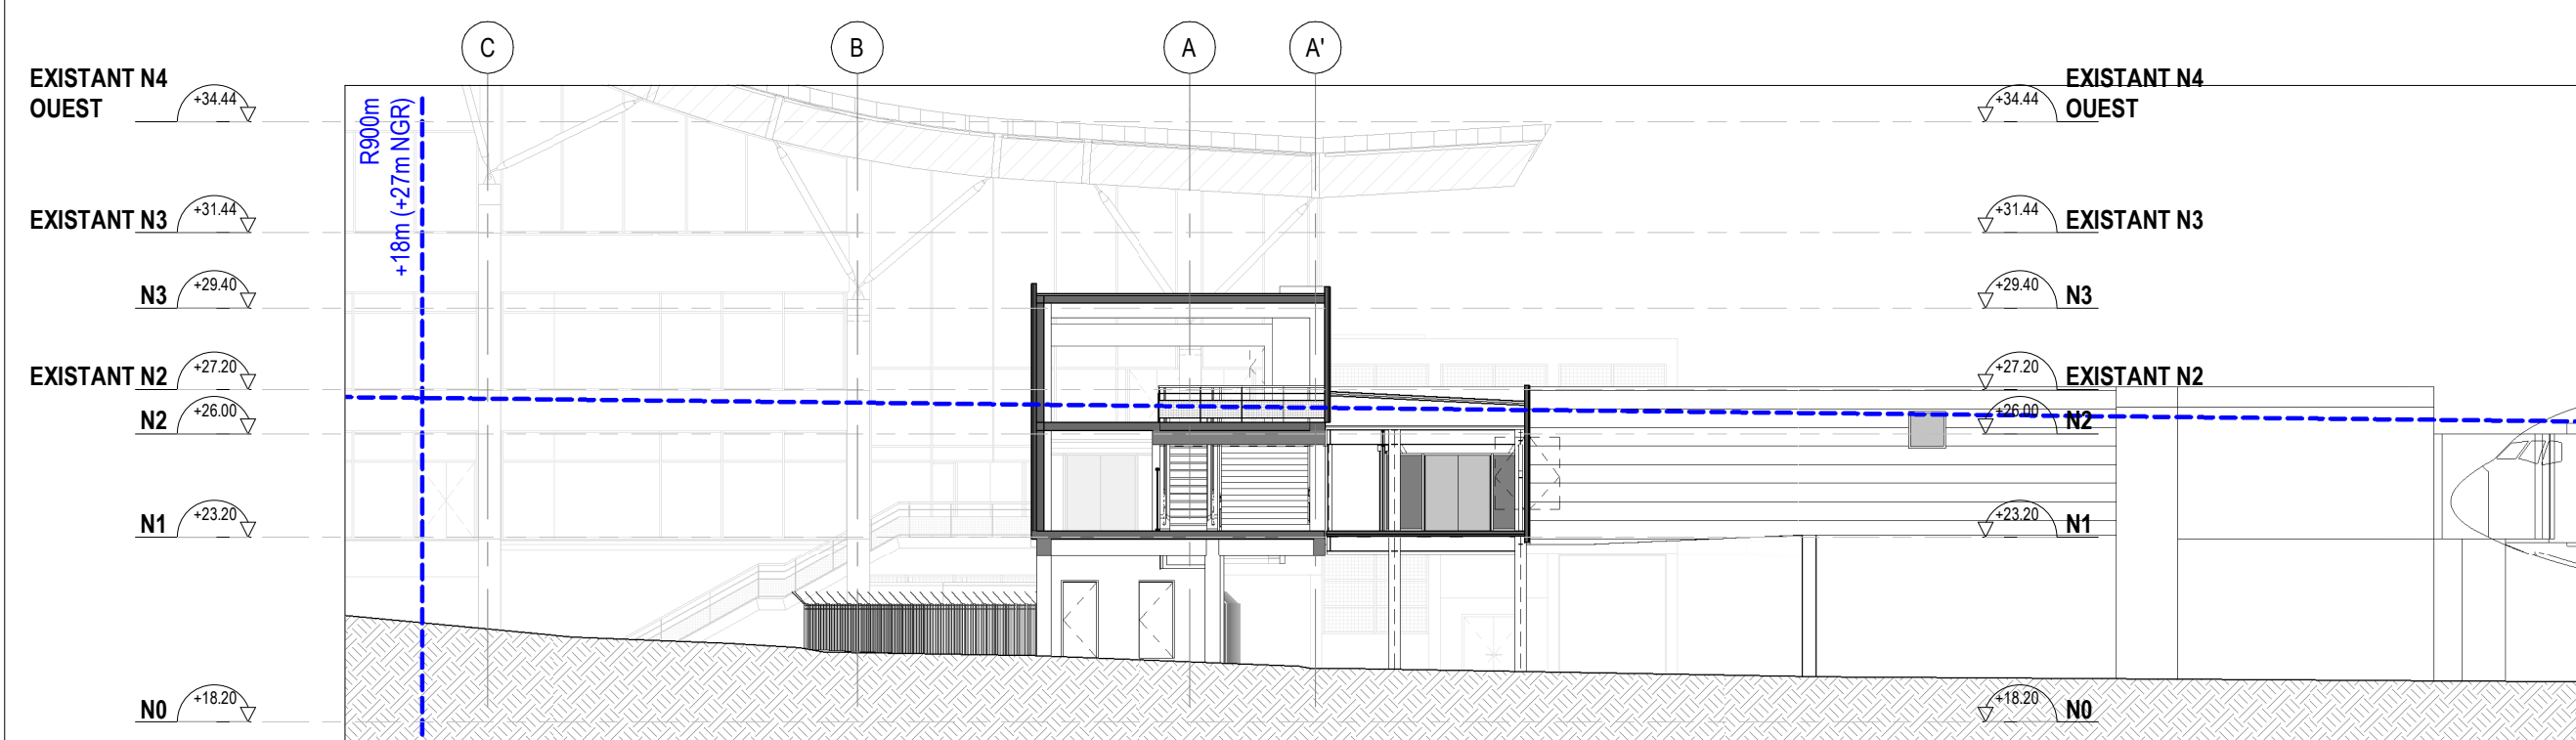 C
B
A
A'
EXISTANT N4
OUEST
+34.44
R900m
+18m (+27m NGR)
+34.44
EXISTANT N4
OUEST
EXISTANT N3
+31.44
+31.44
EXISTANT N3
N3
+29.40
+29.40
N3
EXISTANT N2
+27.20
+27.20
EXISTANT N2
N2
+26.00
+26.00
N2
N1
+23.20
+23.20
N1
N0
+18.20
+18.20
N0